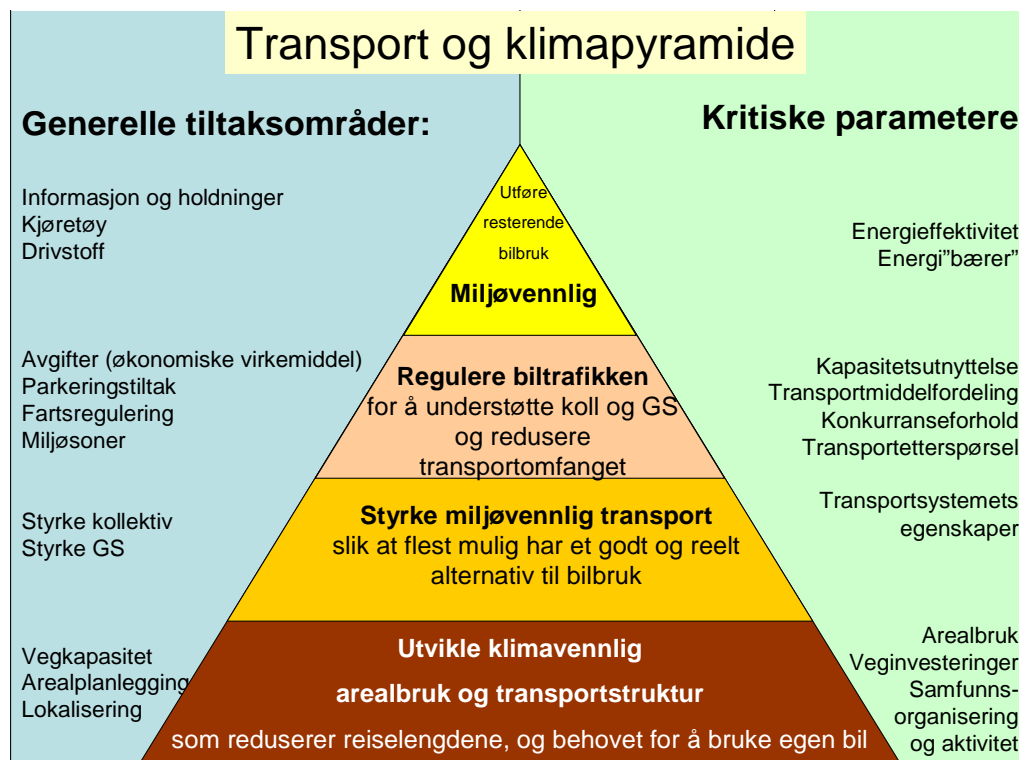 Transport og klimapyramide
Generelle tiltaksområder:
Kritiske parametere
Informasjon og holdninger
Kjøretøy
Drivstoff
Utføre
resterende
bilbruk
Miljøvennlig
Energieffektivitet
Energi”bærer”
Avgifter (økonomiske virkemiddel)
Parkeringstiltak
Fartsregulering
Miljøsoner
Regulere biltrafikken
for å understøtte koll og GS
og redusere
transportomfanget
Kapasitetsutnyttelse
Transportmiddelfordeling
Konkurranseforhold
Transportetterspørsel
Styrke kollektiv
Styrke GS
Styrke miljøvennlig transport
slik at flest mulig har et godt og reelt
alternativ til bilbruk
Transportsystemets
egenskaper
Vegkapasitet
Arealplanlegging
Lokalisering
Utvikle klimavennlig
arealbruk og transportstruktur
som reduserer reiselengdene, og behovet for å bruke egen bil
Arealbruk
Veginvesteringer
Samfunns-
organisering
og aktivitet